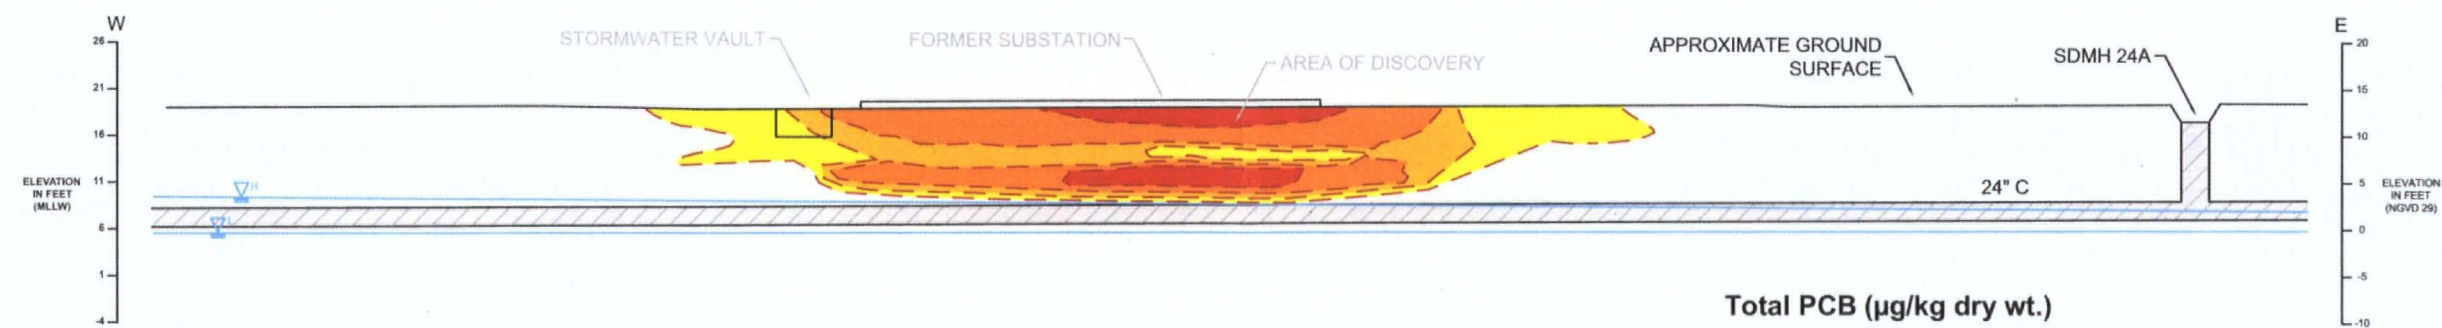 W
E
26
21
16
11
6
1
-4
ELEVATION
IN FEET
(MLLW)
STORMWATER VAULT
FORMER SUBSTATION
AREA OF DISCOVERY
APPROXIMATE GROUND
SURFACE
SDMH 24A
24" C
H
L
20
15
10
5
0
-5
-10
ELEVATION
IN FEET
(NGVD 29)
Total PCB (µg/kg dry wt.)